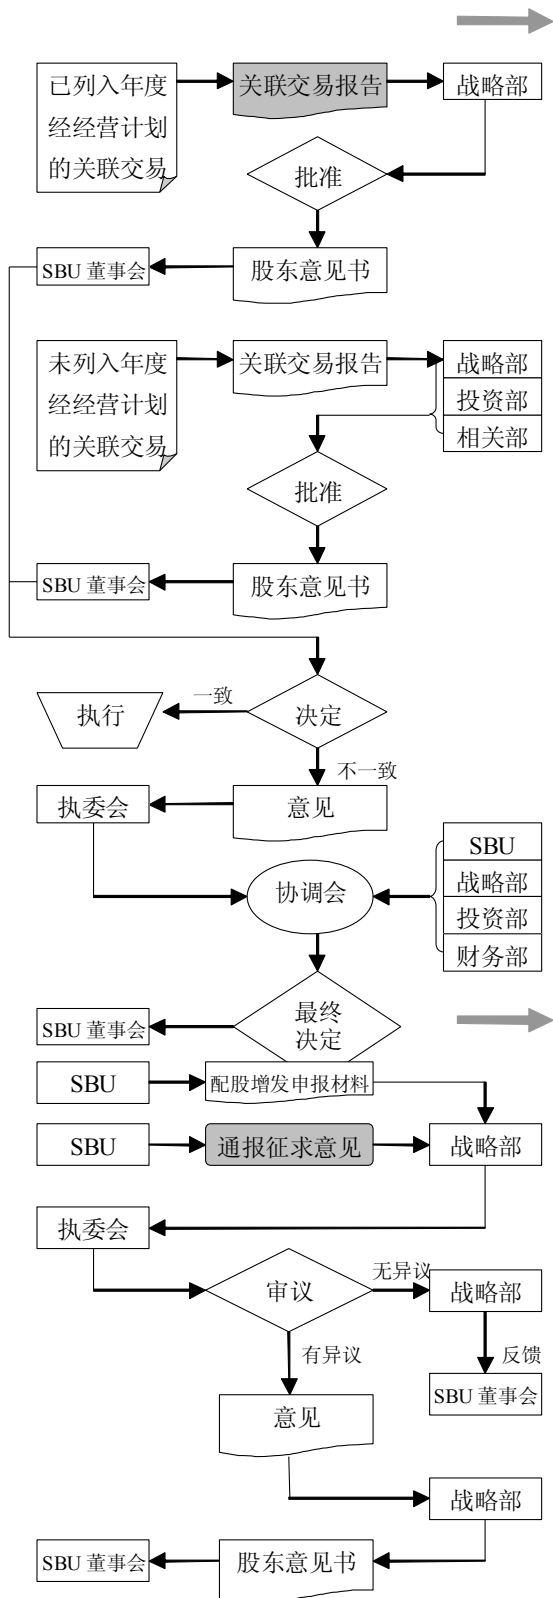 已列入年度
经经营计划
的关联交易
关联交易报告
战略部
批准
股东意见书
SBU 董事会
未列入年度
经经营计划
的关联交易
关联交易报告
战略部
投资部
相关部
批准
股东意见书
SBU 董事会
决定
一致
执行
不一致
意见
执委会
协调会
SBU
战略部
投资部
财务部
最终
决定
SBU 董事会
SBU
配股增发申报材料
SBU
通报征求意见
战略部
执委会
审议
无异议
战略部
反馈
SBU 董事会
有异议
意见
战略部
股东意见书
SBU 董事会